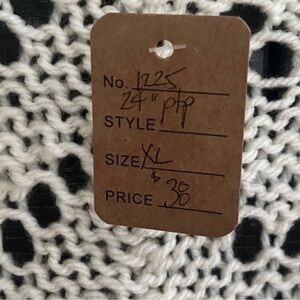 No. 1225
24" ptp
STYLE
SIZE XL
PRICE $38